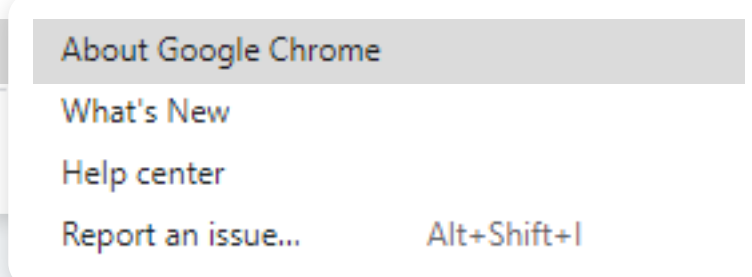 About Google Chrome
What's New
Help center
Report an issue... Alt+Shift+I